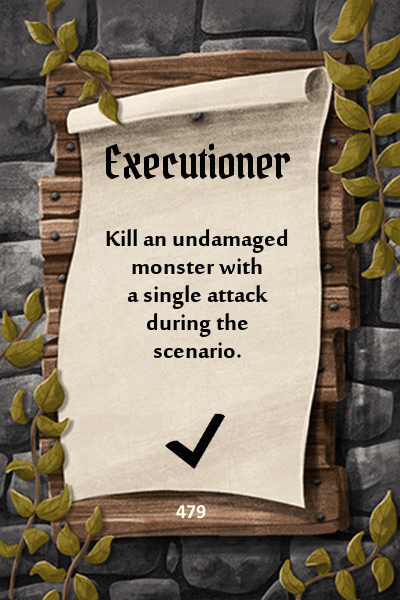 Executioner
Kill an undamaged
monster with
a single attack
during the
scenario.
479